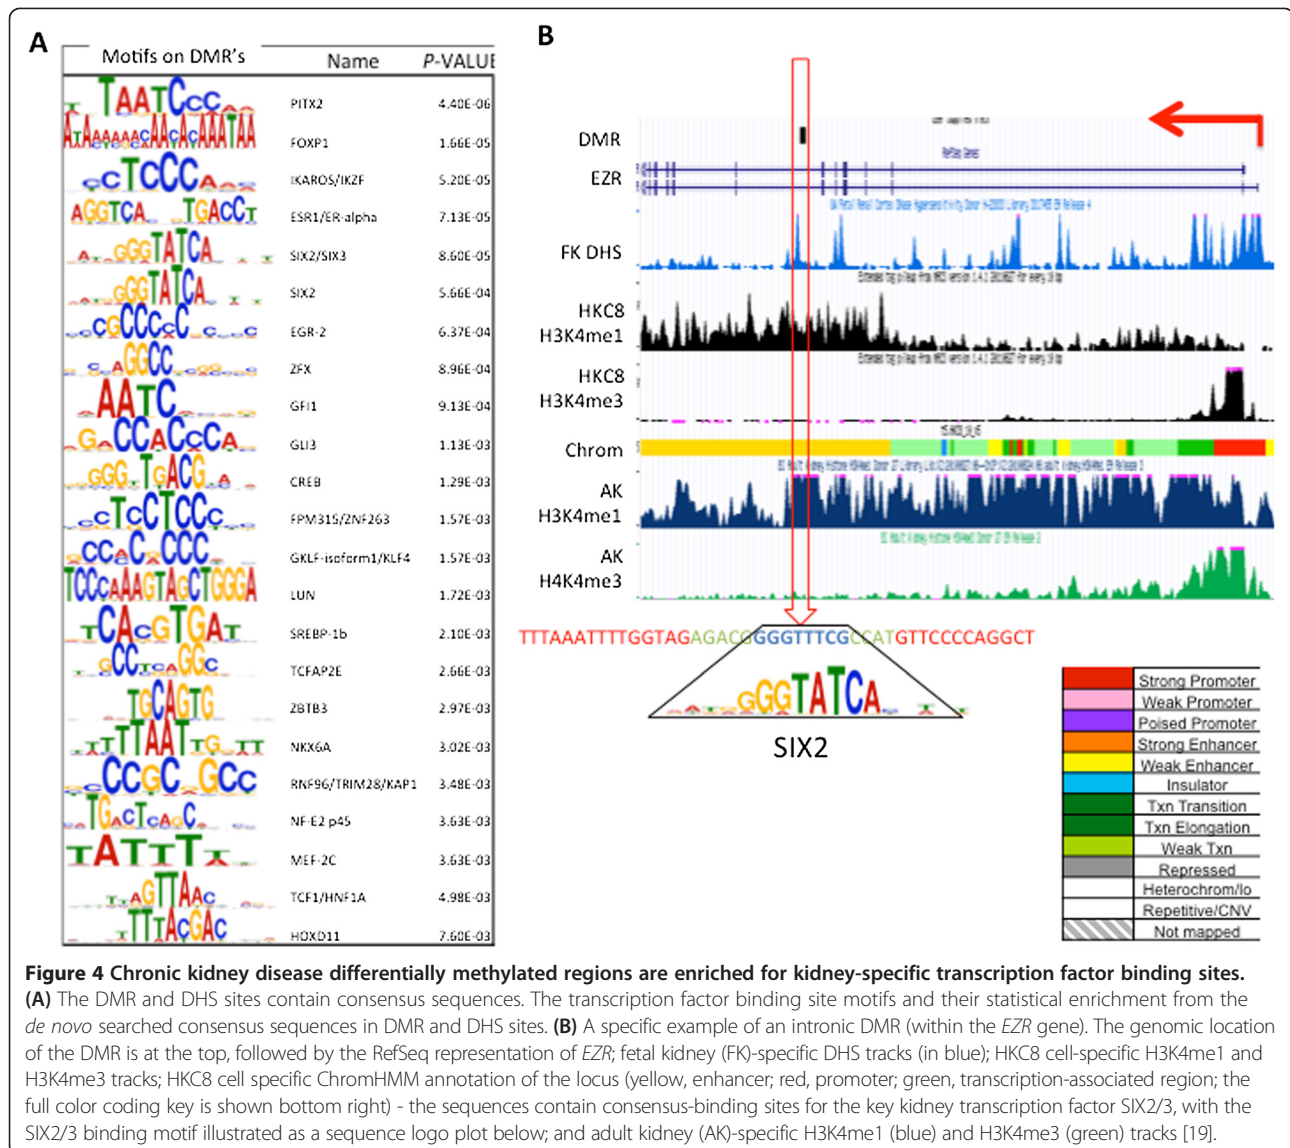 A
Motifs on DMR's Name P-VALUE
PITX2 4.40E-06
FOXP1 1.66E-05
IKAROS/IKZF 5.20E-05
ESR1/ER-alpha 7.13E-05
SIX2/SIX3 8.60E-05
SIX2 5.66E-04
EGR-2 6.37E-04
ZFX 8.96E-04
GFI1 9.13E-04
GLI3 1.13E-03
CREB 1.29E-03
FPM315/ZNF263 1.57E-03
GKLF-isoform1/KLF4 1.57E-03
LUN 1.72E-03
SREBP-1b 2.10E-03
TCFAP2E 2.66E-03
ZBTB3 2.97E-03
NKX6A 3.02E-03
RNF96/TRIM28/KAP1 3.48E-03
NF-E2 p45 3.63E-03
MEF-2C 3.63E-03
TCF1/HNF1A 4.98E-03
HOXD11 7.60E-03
B
DMR
RefSeq Genes
EZR
FK DHS
HKC8
H3K4me1
HKC8
H3K4me3
Chrom
AK
H3K4me1
AK
H4K4me3
TTTAAATTTTGGTAGAGACGGGGTTTCGCCATGTTCCCCAGGCT
GGGTATCA
SIX2
Strong Promoter
Weak Promoter
Poised Promoter
Strong Enhancer
Weak Enhancer
Insulator
Txn Transition
Txn Elongation
Weak Txn
Repressed
Heterochrom/lo
Repetitive/CNV
Not mapped
Figure 4 Chronic kidney disease differentially methylated regions are enriched for kidney-specific transcription factor binding sites.
(A) The DMR and DHS sites contain consensus sequences. The transcription factor binding site motifs and their statistical enrichment from the
de novo searched consensus sequences in DMR and DHS sites. (B) A specific example of an intronic DMR (within the EZR gene). The genomic location
of the DMR is at the top, followed by the RefSeq representation of EZR; fetal kidney (FK)-specific DHS tracks (in blue); HKC8 cell-specific H3K4me1 and
H3K4me3 tracks; HKC8 cell specific ChromHMM annotation of the locus (yellow, enhancer; red, promoter; green, transcription-associated region; the
full color coding key is shown bottom right) - the sequences contain consensus-binding sites for the key kidney transcription factor SIX2/3, with the
SIX2/3 binding motif illustrated as a sequence logo plot below; and adult kidney (AK)-specific H3K4me1 (blue) and H3K4me3 (green) tracks [19].